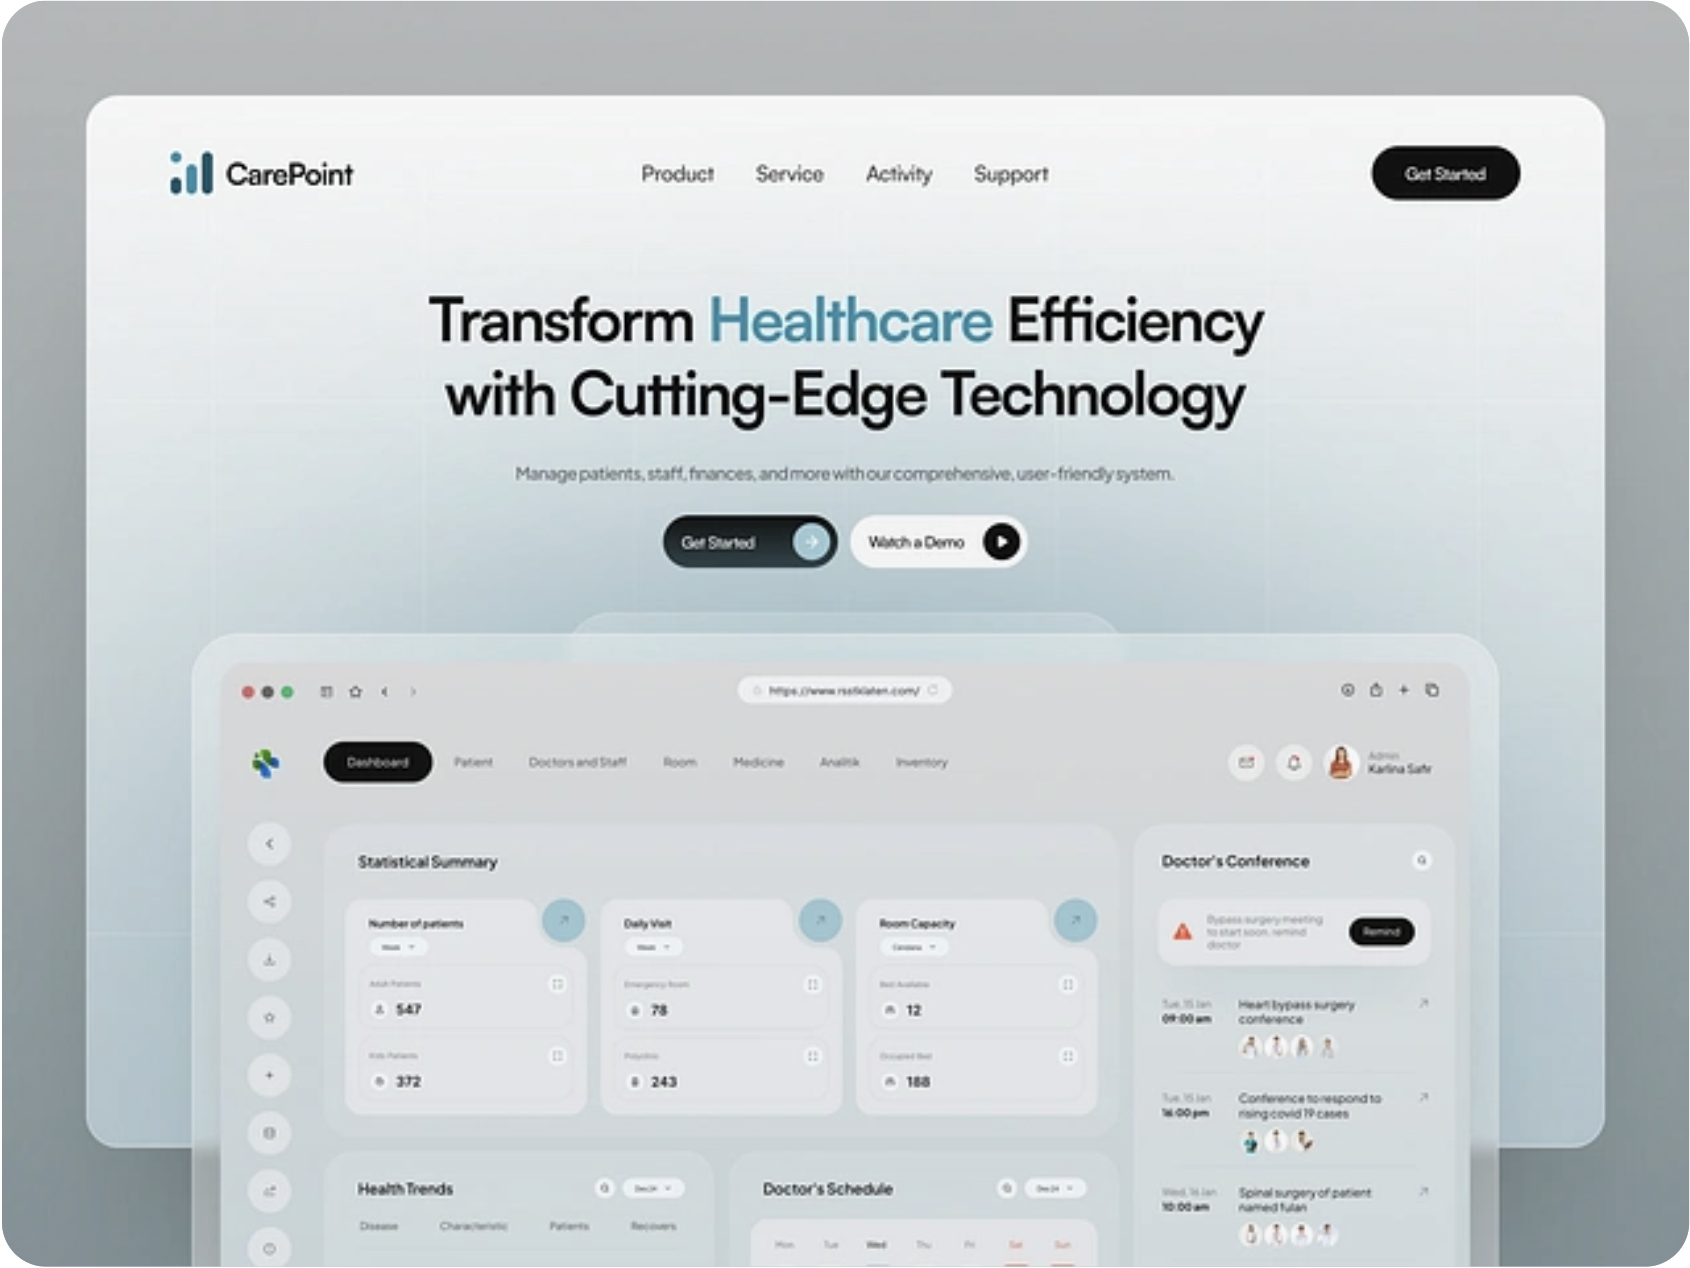 CarePoint
Product Service Activity Support
Get Started
Transform Healthcare Efficiency
with Cutting-Edge Technology
Manage patients, staff, finances, and more with our comprehensive, user-friendly system.
Get Started
Watch a Demo
https://www.rsstklaten.com/
Dashboard Patient Doctors and Staff Room Medicine Analitik Inventory
Admin
Karlina Safir
Statistical Summary
Number of patients
Week
Adult Patients
547
Kids Patients
372
Daily Visit
Week
Emergency Room
78
Polyclinic
243
Room Capacity
Bed Available
12
Occupied Bed
188
Doctor's Conference
Bypass surgery meeting
to start soon, remind
doctor
Remind
Tue, 15 Jan
09:00 am
Heart bypass surgery
conference
Tue, 15 Jan
16:00 pm
Conference to respond to
rising covid 19 cases
Wed, 16 Jan
10:00 am
Spinal surgery of patient
named fulan
Health Trends
Dec 24
Disease Characteristic Patients Recovers
Doctor's Schedule
Dec 24
Mon Tue Wed Thu Fri Sat Sun